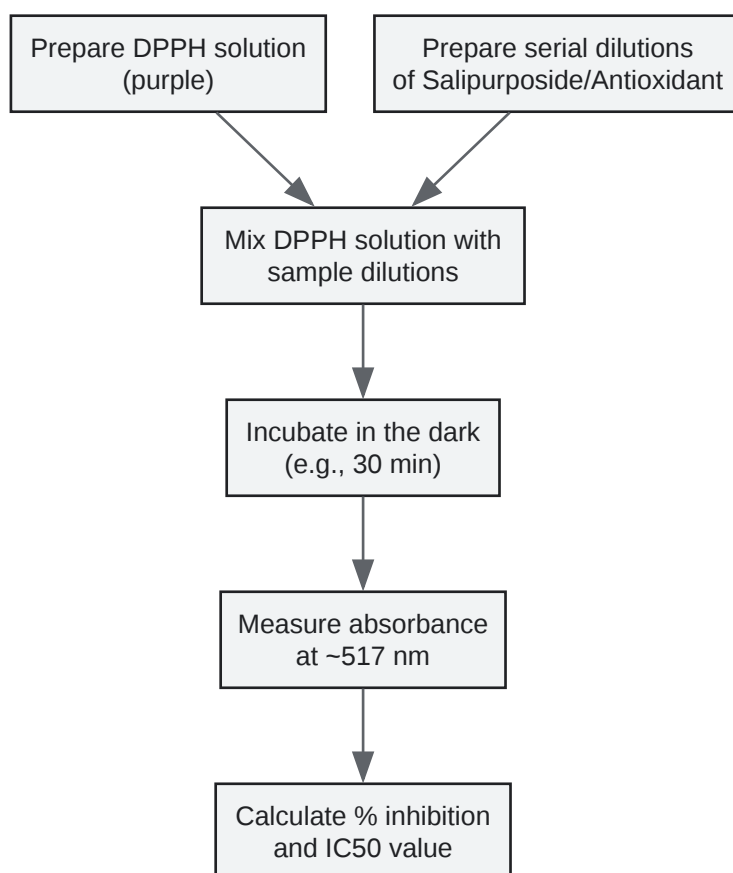 Prepare DPPH solution
(purple)
Prepare serial dilutions
of Salipurposide/Antioxidant
Mix DPPH solution with
sample dilutions
Incubate in the dark
(e.g., 30 min)
Measure absorbance
at ~517 nm
Calculate % inhibition
and IC50 value